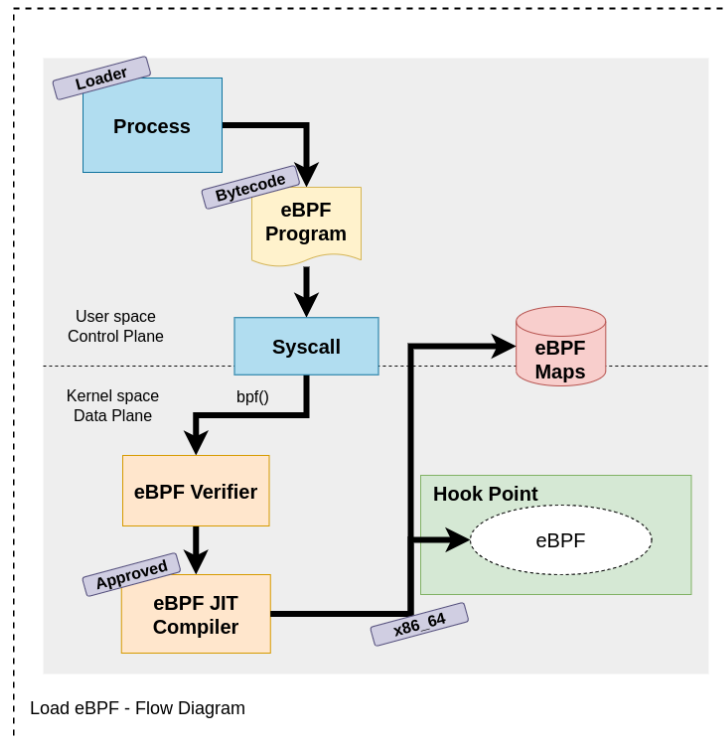 Loader
Process
Bytecode
eBPF
Program
User space
Control Plane
Syscall
eBPF
Maps
Kernel space
Data Plane
bpf()
eBPF Verifier
Hook Point
eBPF
Approved
eBPF JIT
Compiler
x86_64
Load eBPF - Flow Diagram